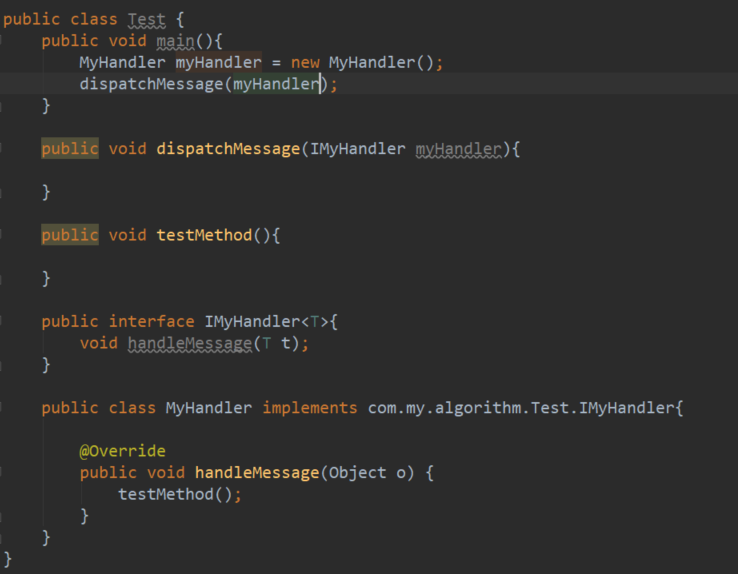 public class Test {
public void main(){
MyHandler myHandler = new MyHandler();
dispatchMessage(myHandler);
}
public void dispatchMessage(IMyHandler myHandler){
}
public void testMethod(){
}
public interface IMyHandler<T>{
void handleMessage(T t);
}
public class MyHandler implements com.my.algorithm.Test.IMyHandler{
@Override
public void handleMessage(Object o) {
testMethod();
}
}
}